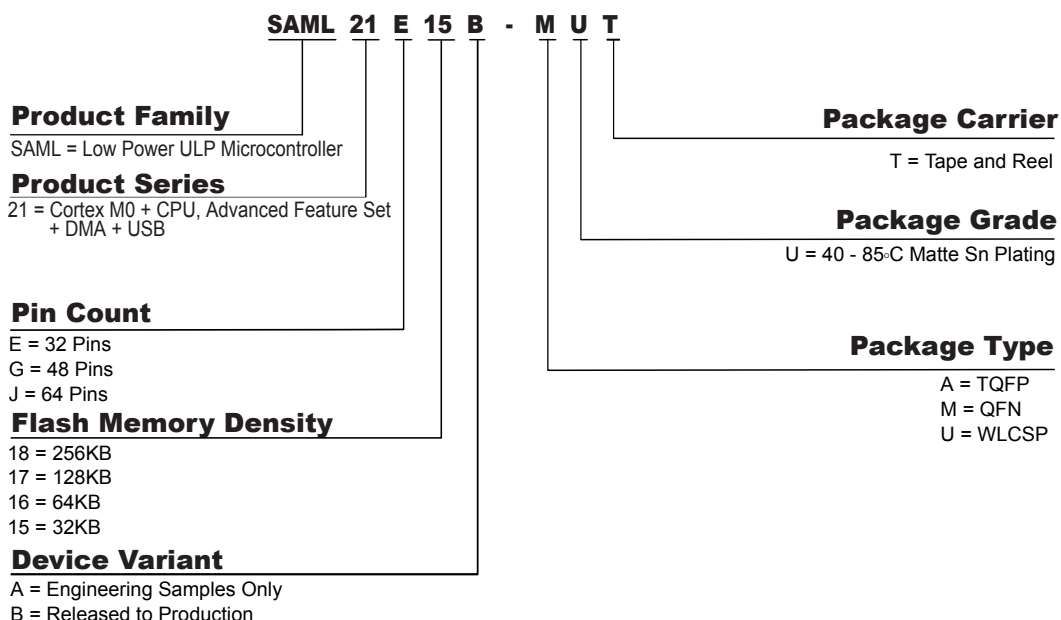 SAML 21 E 15 B - M U T
Product Family
SAML = Low Power ULP Microcontroller
Product Series
21 = Cortex M0 + CPU, Advanced Feature Set
+ DMA + USB
Pin Count
E = 32 Pins
G = 48 Pins
J = 64 Pins
Flash Memory Density
18 = 256KB
17 = 128KB
16 = 64KB
15 = 32KB
Device Variant
A = Engineering Samples Only
B = Released to Production
Package Carrier
T = Tape and Reel
Package Grade
U = 40 - 85°C Matte Sn Plating
Package Type
A = TQFP
M = QFN
U = WLCSP